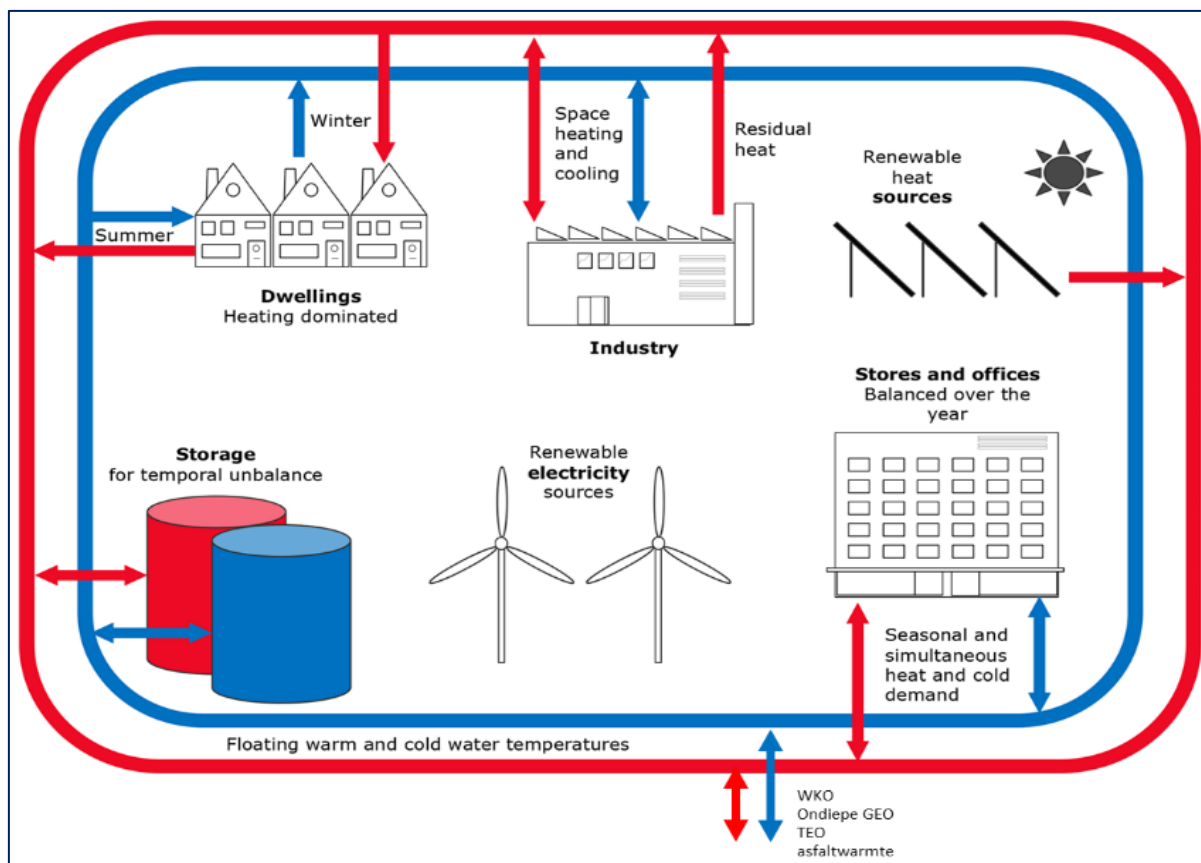 Winter
Summer
Dwellings
Heating dominated
Space
heating
and
cooling
Residual
heat
Industry
Renewable
heat
sources
Stores and offices
Balanced over the
year
Storage
for temporal unbalance
Renewable
electricity
sources
Seasonal and
simultaneous
heat and cold
demand
Floating warm and cold water temperatures
WKO
Ondlepe GEO
TEO
asfaltwarmte